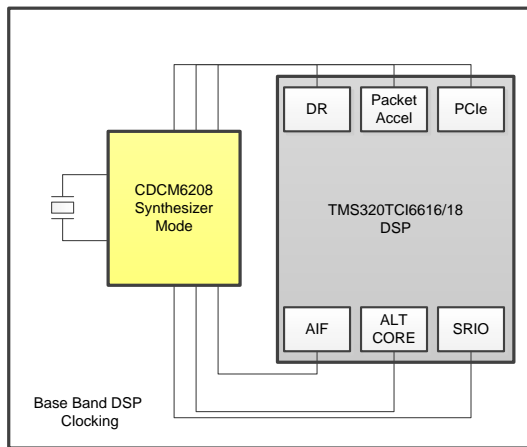 DR
Packet
Accel
PCIe
CDCM6208
Synthesizer
Mode
TMS320TCI6616/18
DSP
AIF
ALT
CORE
SRIO
Base Band DSP
Clocking